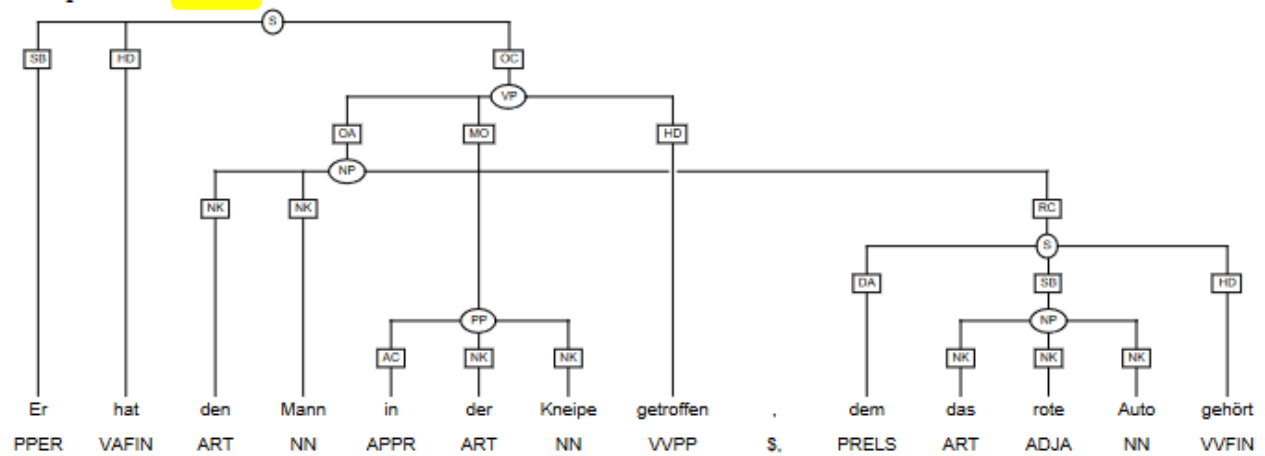 S
SB HD OC
VP
OA MO HD
NP
NK NK RC
S
DA SB HD
PP NP
AC NK NK NK NK NK
Er hat den Mann in der Kneipe getroffen , dem das rote Auto gehört
PPER VAFIN ART NN APPR ART NN VVPP $, PRELS ART ADJA NN VVFIN